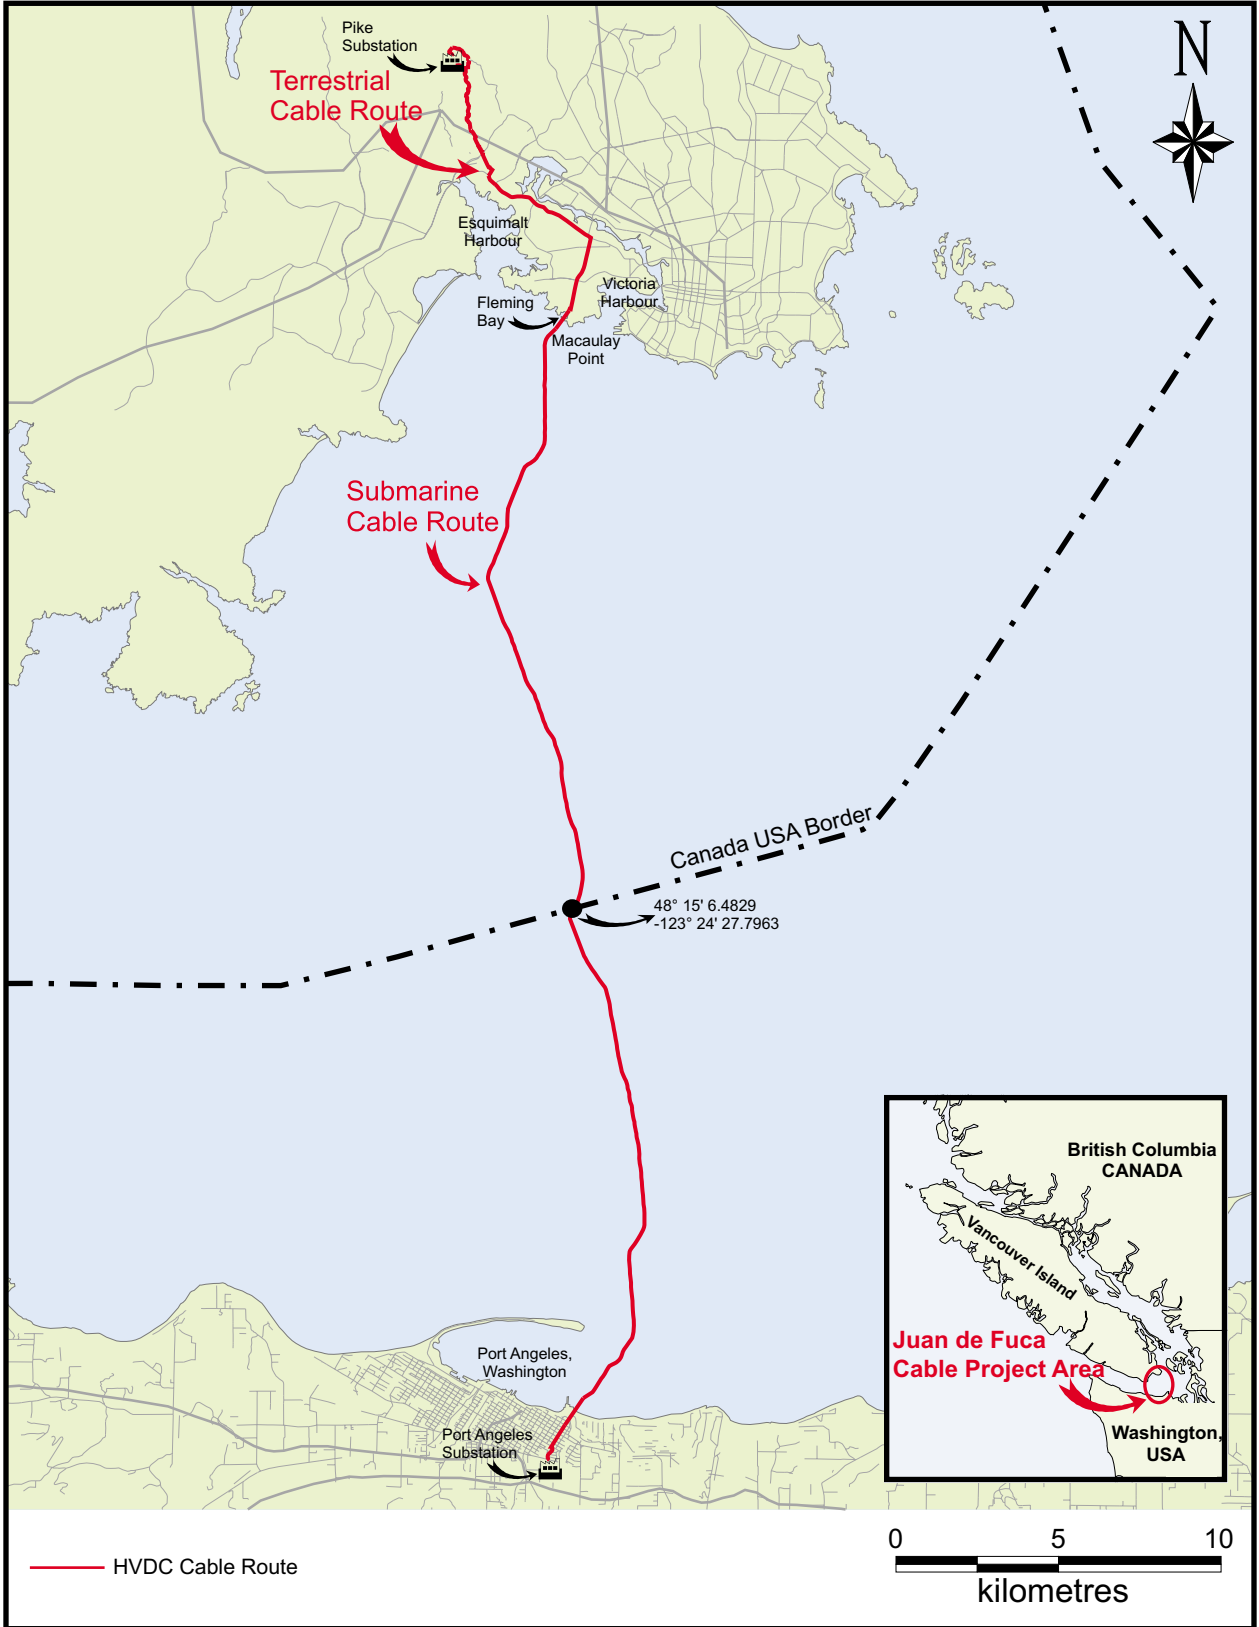 Pike
Substation
N
Terrestrial
Cable Route
Esquimalt
Harbour
Victoria
Harbour
Fleming
Bay
Macaulay
Point
Submarine
Cable Route
Canada USA Border
48° 15' 6.4829
-123° 24' 27.7963
British Columbia
CANADA
Vancouver Island
Juan de Fuca
Cable Project Area
Washington,
USA
Port Angeles,
Washington
Port Angeles
Substation
HVDC Cable Route
0 5 10
kilometres